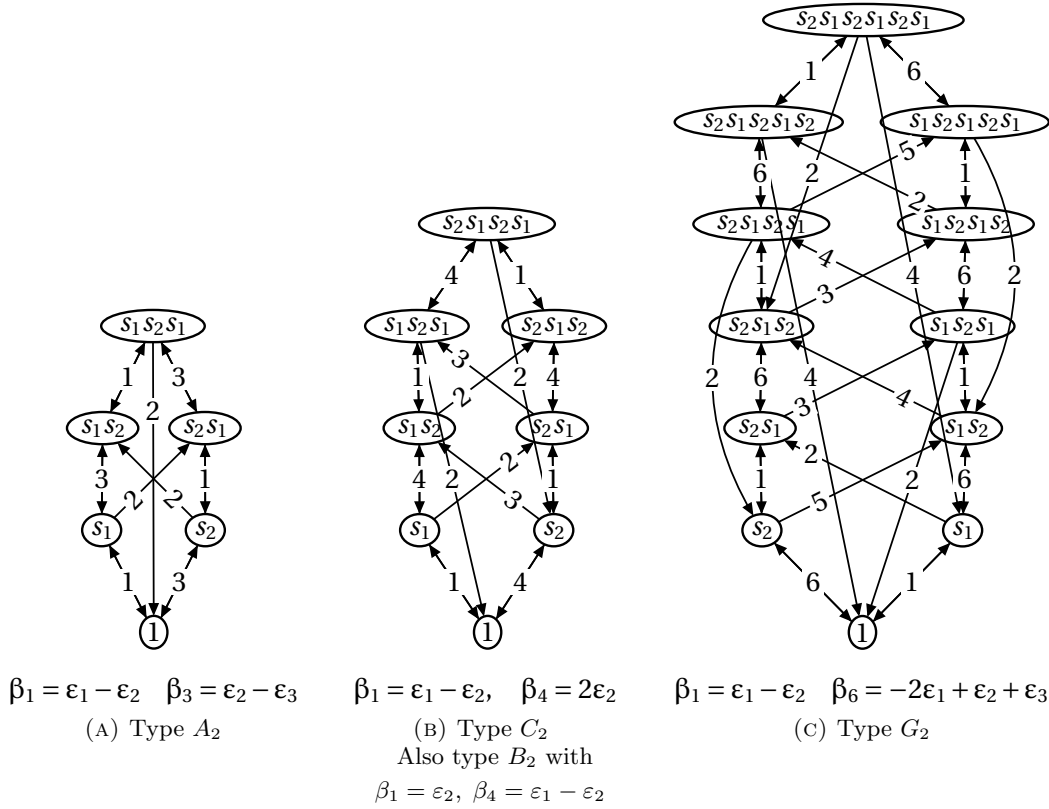 s₂s₁s₂s₁s₂s₁
1 6
s₂s₁s₂s₁s₂ s₁s₂s₁s₂s₁
6 2 5 1
2
s₂s₁s₂s₁ s₁s₂s₁s₂
1 4 6 4 2
3
s₂s₁s₂ s₁s₂s₁
2 6 4 1
3 4
s₂s₁ s₁s₂
1 2 2 6
5
s₂ s₁
6 1
1
s₂s₁s₂s₁
4 1
s₁s₂s₁ s₂s₁s₂
1 3 2 4
2
s₁s₂ s₂s₁
4 2 2 1
3
s₁ s₂
1 4
1
s₁s₂s₁
1 3
2
s₁s₂ s₂s₁
3 2 2 1
s₁ s₂
1 3
1
β₁ = ε₁ − ε₂ β₃ = ε₂ − ε₃
(A) Type A₂
β₁ = ε₁ − ε₂, β₄ = 2ε₂
(B) Type C₂
Also type B₂ with
β₁ = ε₂, β₄ = ε₁ − ε₂
β₁ = ε₁ − ε₂ β₆ = −2ε₁ + ε₂ + ε₃
(C) Type G₂